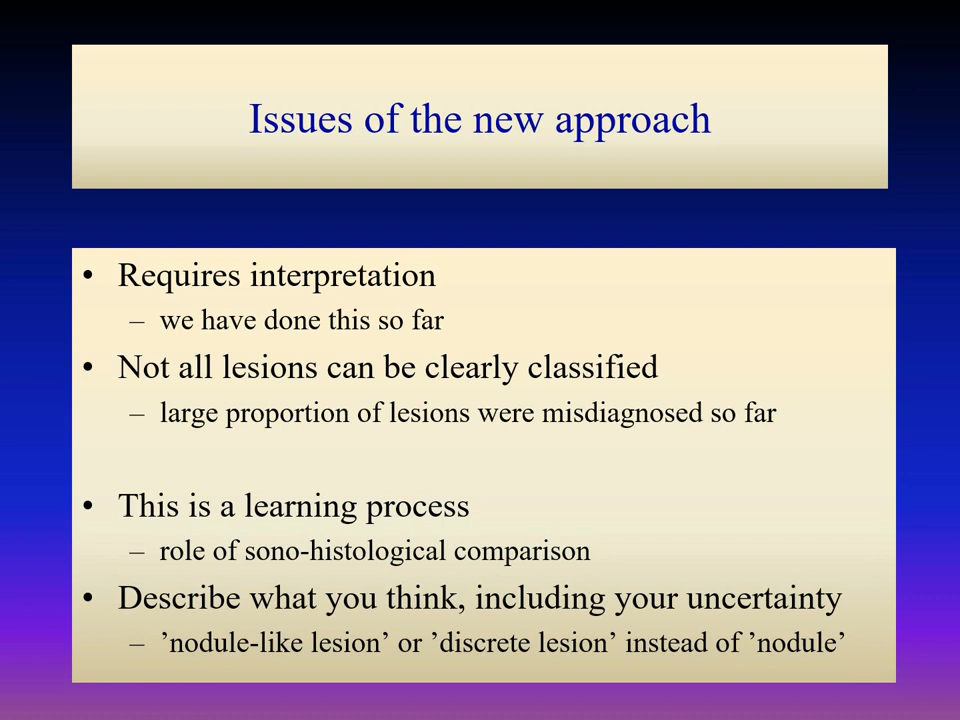 Issues of the new approach
• Requires interpretation
– we have done this so far
• Not all lesions can be clearly classified
– large proportion of lesions were misdiagnosed so far
• This is a learning process
– role of sono-histological comparison
• Describe what you think, including your uncertainty
– ’nodule-like lesion’ or ’discrete lesion’ instead of ’nodule’